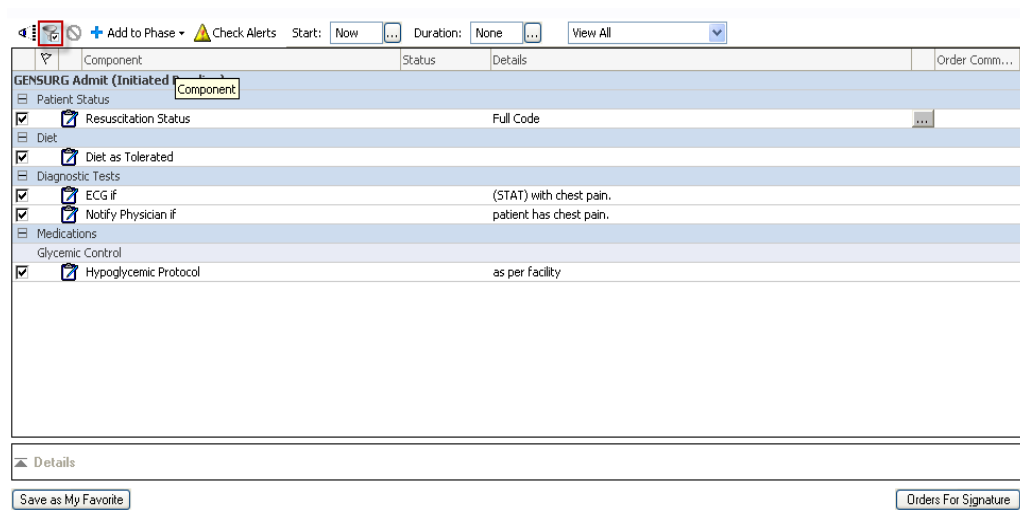 Add to Phase Check Alerts Start: Now ... Duration: None ... View All
Component Status Details Order Comm...
GENSURG Admit (Initiated
Component
Patient Status
Resuscitation Status Full Code ...
Diet
Diet as Tolerated
Diagnostic Tests
ECG if (STAT) with chest pain.
Notify Physician if patient has chest pain.
Medications
Glycemic Control
Hypoglycemic Protocol as per facility
Details
Save as My Favorite Orders For Signature